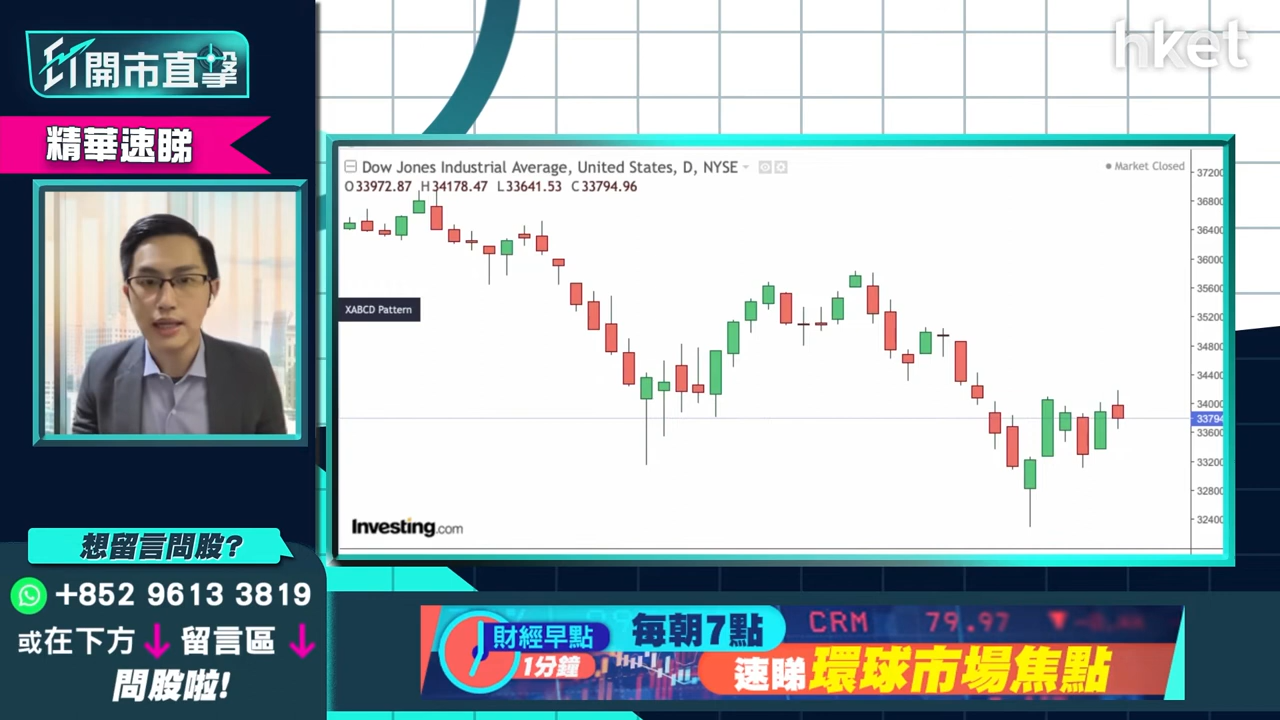 hket
ET開市直擊
精華速睇
Dow Jones Industrial Average, United States, D, NYSE
Market Closed
O33972.87 H34178.47 L33641.53 C33794.96
XABCD Pattern
37200
36800
36400
36000
35600
35200
34800
34400
34000
33794
33600
33200
32800
32400
Investing.com
想留言問股?
+852 9613 3819
或在下方 留言區
問股啦!
財經早點
1分鐘
每朝7點
速睇環球市場焦點
CRM 79.97